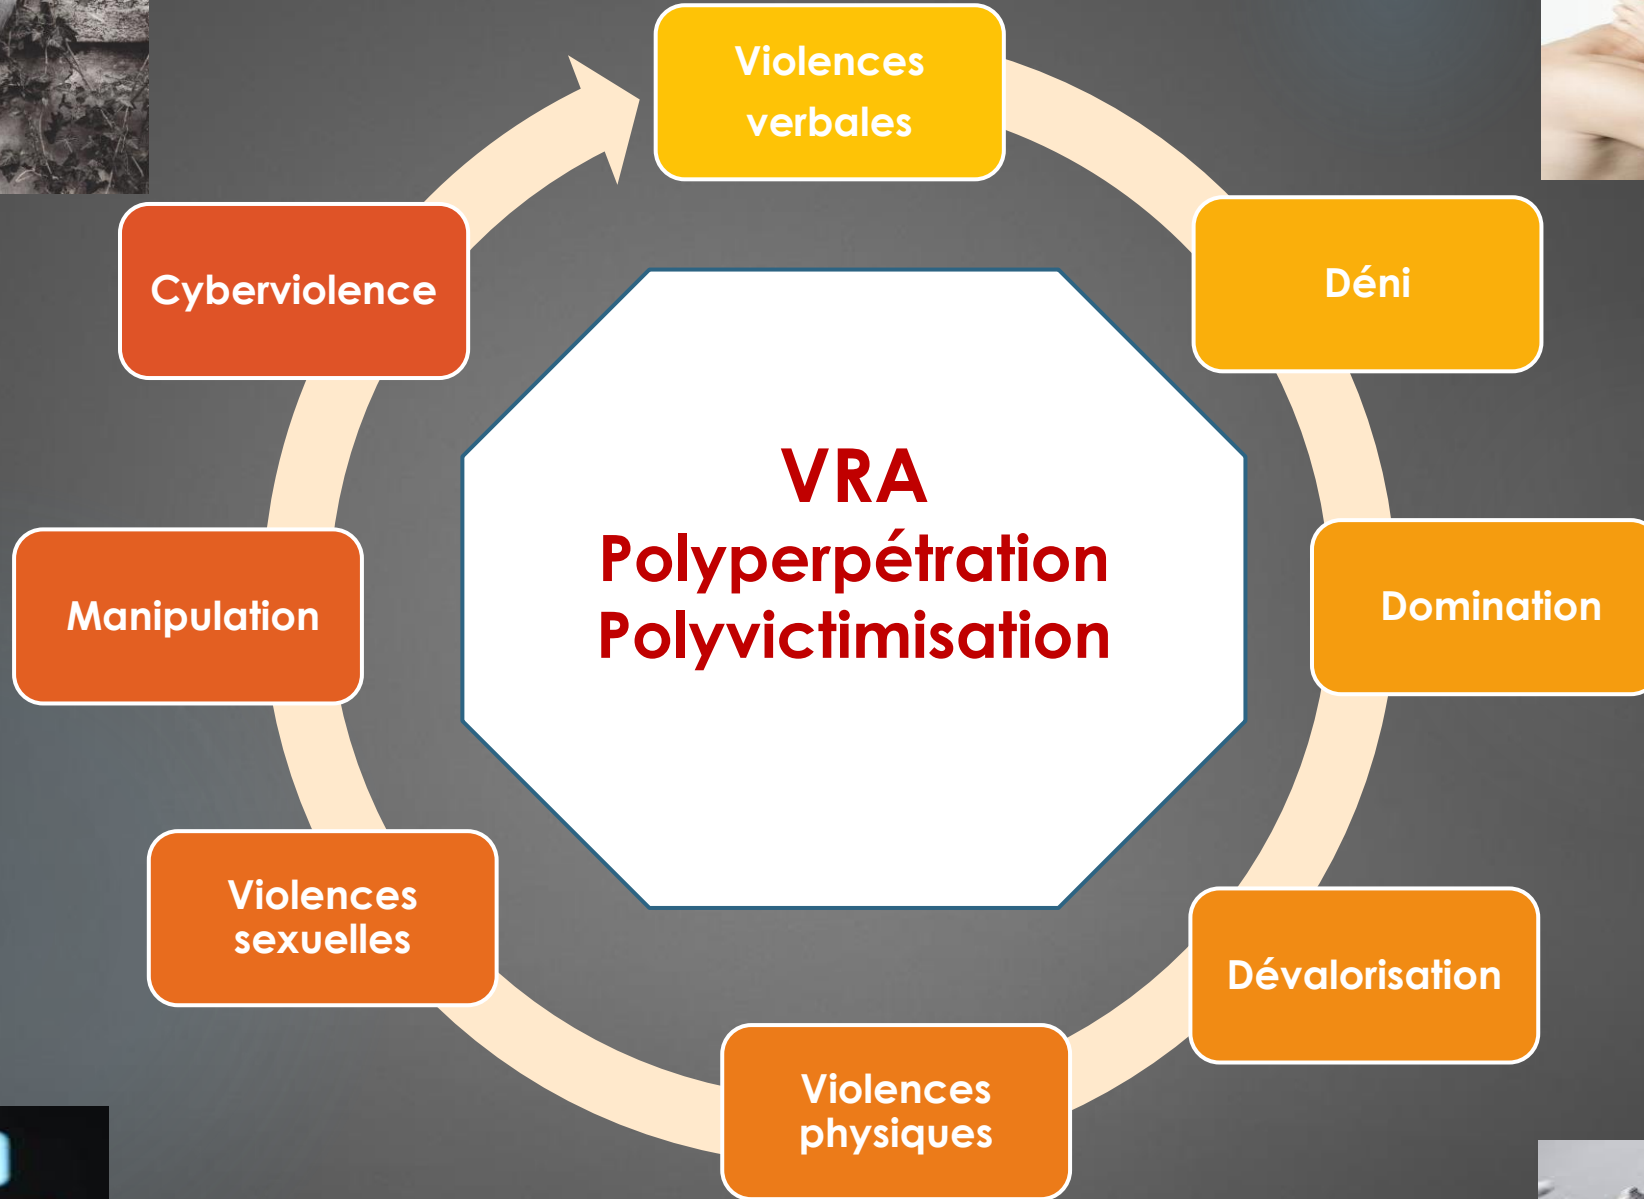 Violences
verbales
Déni
Domination
Dévalorisation
Violences
physiques
Violences
sexuelles
Manipulation
Cyberviolence
VRA
Polyperpétration
Polyvictimisation